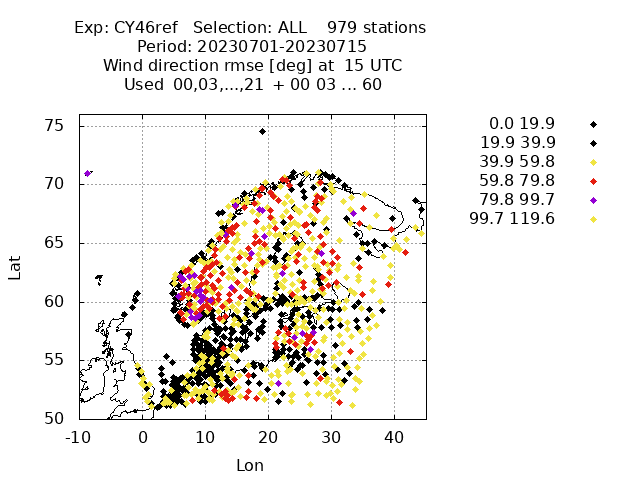 Exp: CY46ref   Selection: ALL    979 stations
Period: 20230701-20230715
Wind direction rmse [deg] at  15 UTC
Used  00,03,...,21  + 00 03 ... 60
0.0 19.9
19.9 39.9
39.9 59.8
59.8 79.8
79.8 99.7
99.7 119.6
75
70
65
60
55
50
Lat
-10 0 10 20 30 40
Lon